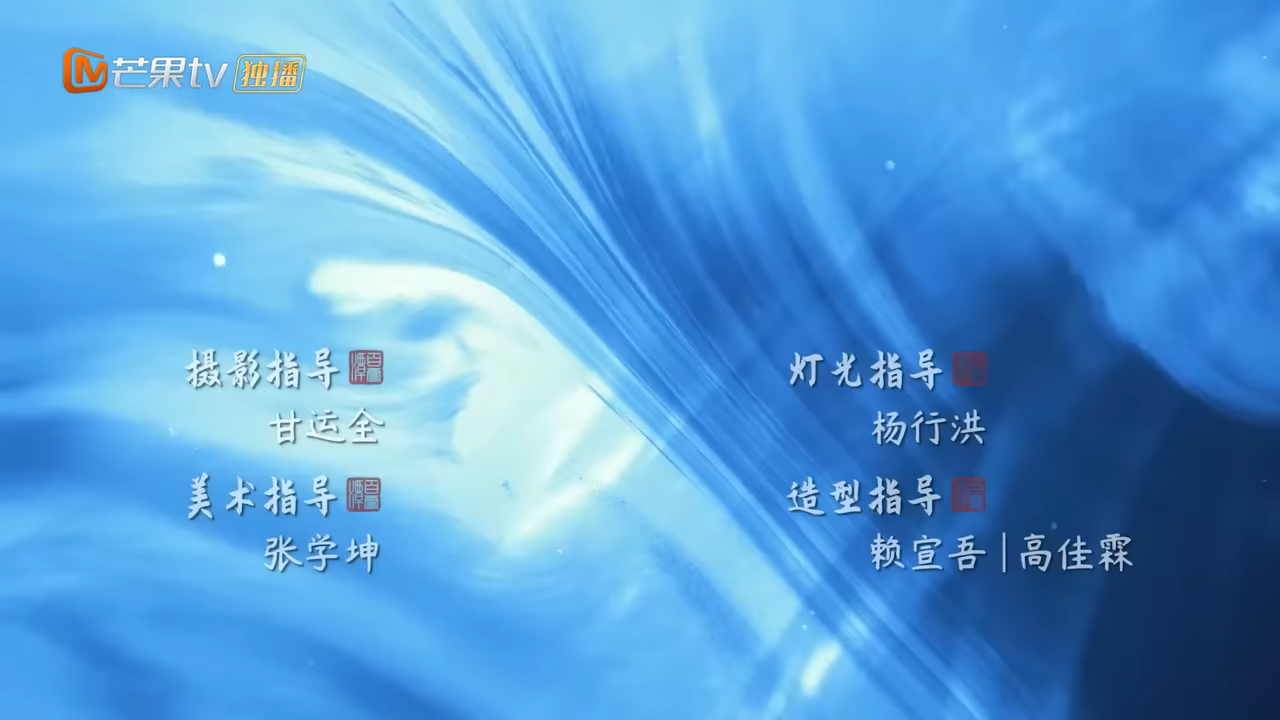 芒果tv 独播
摄影指导
甘运全
美术指导
张学坤
灯光指导
杨行洪
造型指导
赖宣吾|高佳霖